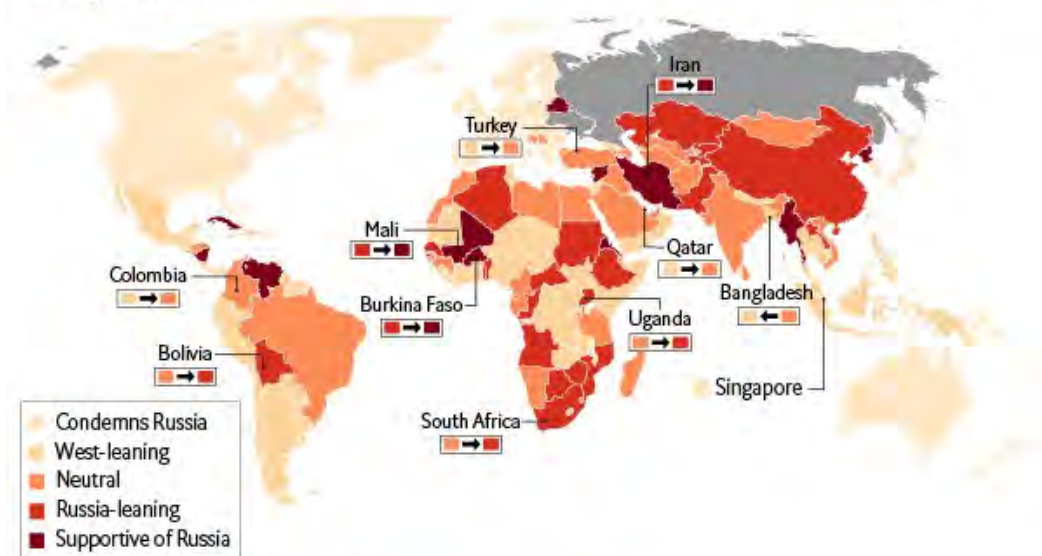 Iran
Turkey
Mali
Qatar
Colombia
Bangladesh
Burkina Faso
Uganda
Bolivia
Singapore
South Africa
Condemns Russia
West-leaning
Neutral
Russia-leaning
Supportive of Russia